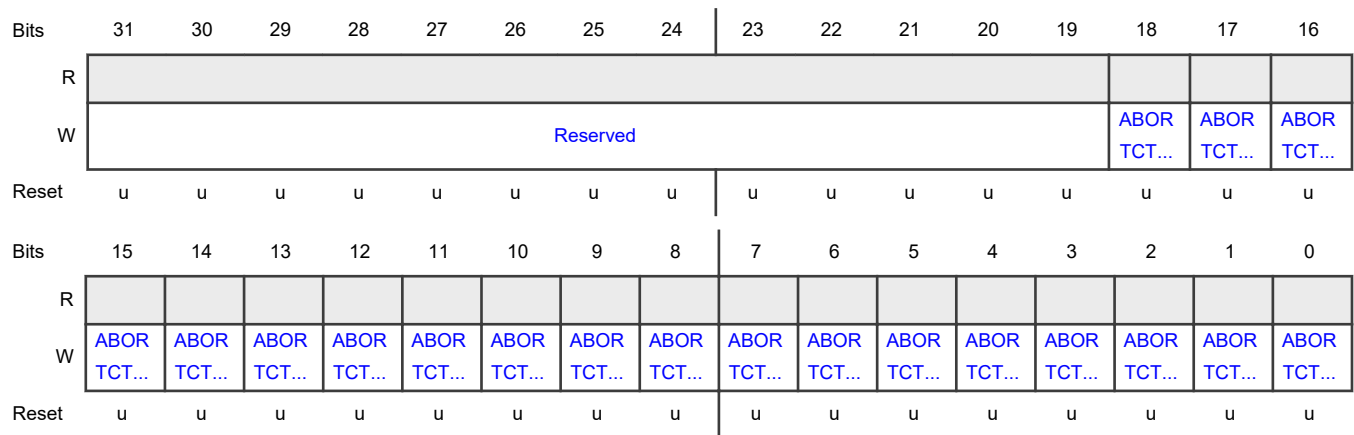 Bits 31 30 29 28 27 26 25 24 23 22 21 20 19 18 17 16
R
W Reserved ABOR TCT... ABOR TCT... ABOR TCT...
Reset u u u u u u u u u u u u u u u u
Bits 15 14 13 12 11 10 9 8 7 6 5 4 3 2 1 0
R
W ABOR TCT... ABOR TCT... ABOR TCT... ABOR TCT... ABOR TCT... ABOR TCT... ABOR TCT... ABOR TCT... ABOR TCT... ABOR TCT... ABOR TCT... ABOR TCT... ABOR TCT... ABOR TCT... ABOR TCT... ABOR TCT...
Reset u u u u u u u u u u u u u u u u